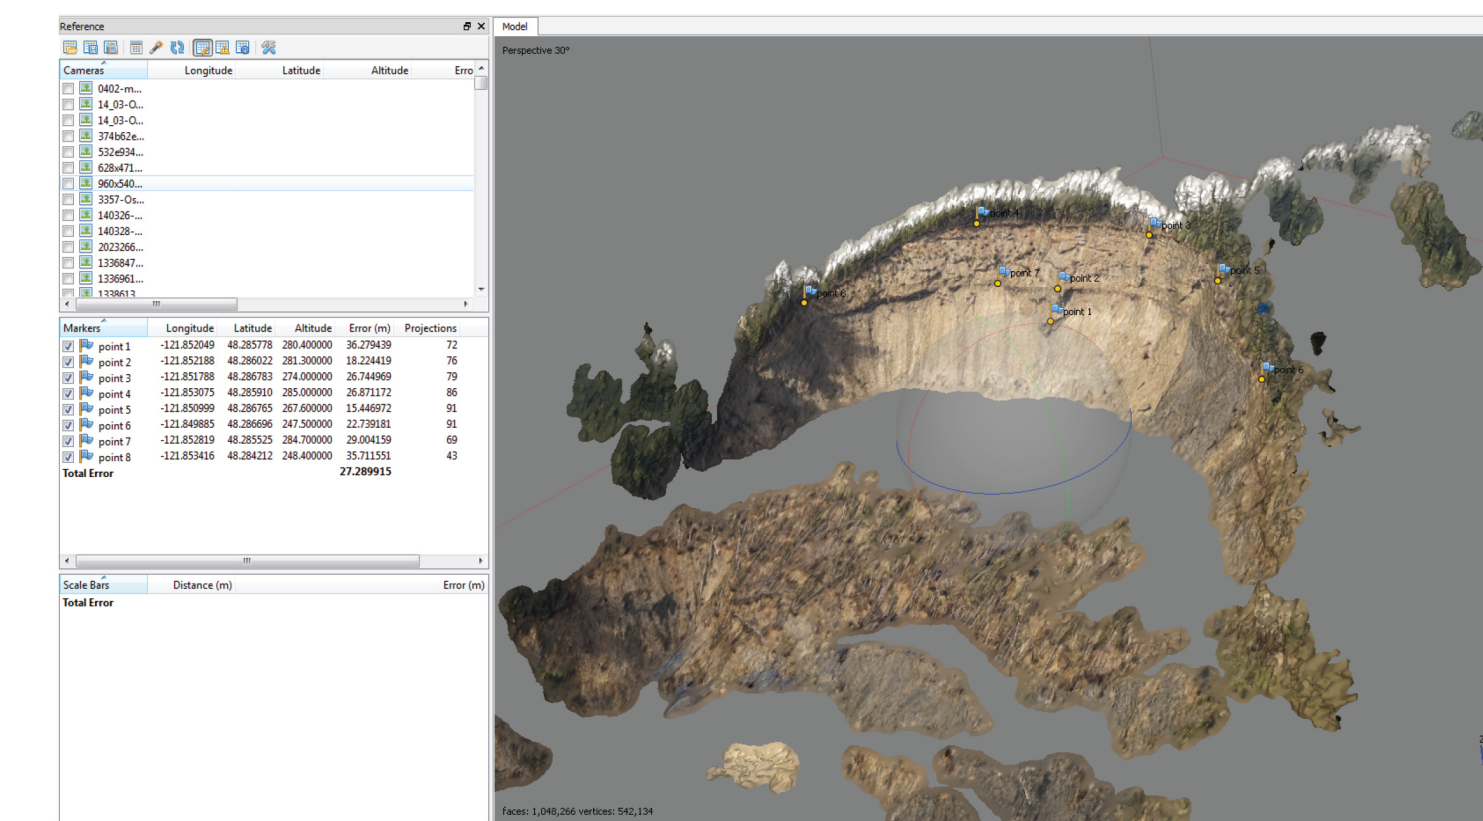 Reference
Cameras Longitude Latitude Altitude Erro
0402-m...
14_03-O...
14_03-O...
374b62e...
532e934...
628x471...
960x540...
3357-Os...
140326-...
140328-...
2023266...
1336847...
1336961...
1338613
Markers Longitude Latitude Altitude Error (m) Projections
point 1 -121.852049 48.285778 280.400000 36.279439 72
point 2 -121.852188 48.286022 281.300000 18.224419 76
point 3 -121.851788 48.286783 274.000000 26.744969 79
point 4 -121.853075 48.285910 285.000000 26.871172 86
point 5 -121.850999 48.286765 267.600000 15.446972 91
point 6 -121.849885 48.286696 247.500000 22.739181 91
point 7 -121.852819 48.285525 284.700000 29.004159 69
point 8 -121.853416 48.284212 248.400000 35.711551 43
Total Error 27.289915
Scale Bars Distance (m) Error (m)
Total Error
Model
Perspective 30°
point 4
point 3
point 5
point 7
point 2
point 8
point 1
point 6
faces: 1,048,266 vertices: 542,134